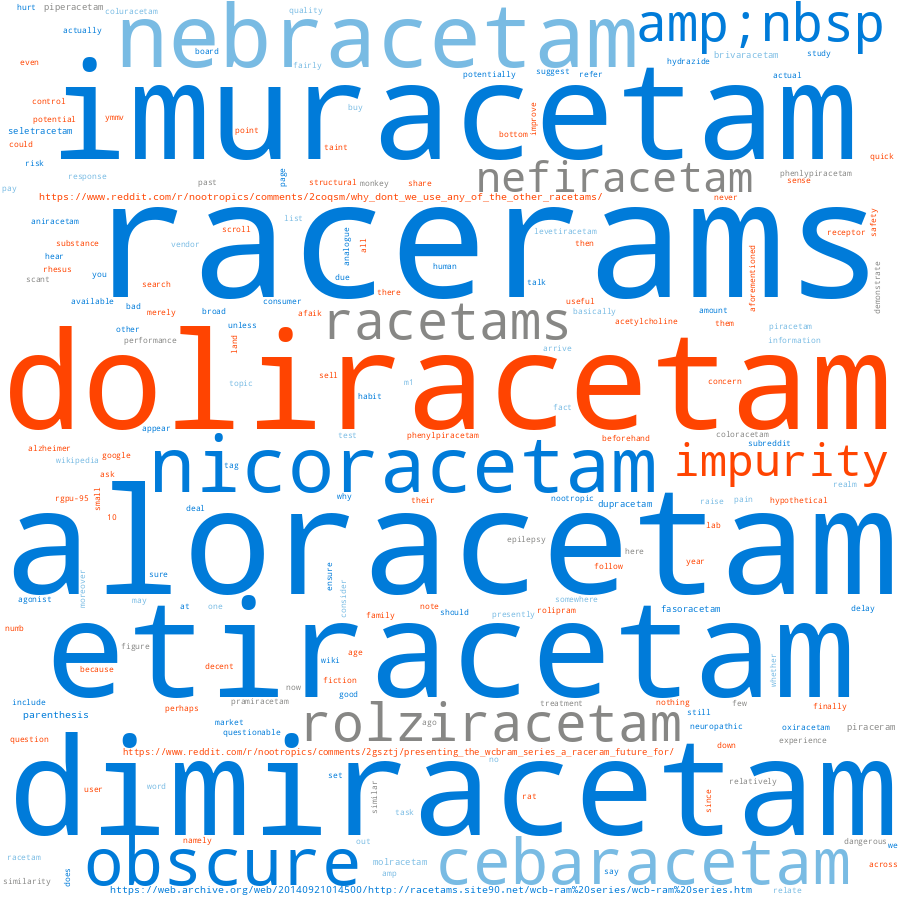 hurt piperacetam coluracetam quality
nebracetam amp;nbsp
actually board fairly
even potentially suggest refer hydrazide brivaracetam study
imuracetam
actual
control
potential ymmv point improve
seletracetam bottom
could taint
risk response page past structural monkey share nefiracetam phenlypiracetam sense quick
pay
https://www.reddit.com/r/nootropics/comments/2coqsm/why_dont_we_use_any_of_the_other_racetams/ never
racerams
aniracetam scroll list levetiracetam receptor safety
substance vendor analogue all then
hear you human aforementioned
rhesus
scant search due there talk demonstrate
available bad broad consumer useful amount
merely afaik racetams basically them
other unless acetylcholine piracetam
performance land arrive information
doliracetam
topic sell habit m1 concern
fact
appear test phenylpiracetam beforehand coloracetam subreddit
alzheimer google
wikipedia tag nicoracetam impurity
ask realm
rgpu-95 small deal why their nootropic dupracetam raise pain hypothetical
10 lab
aloracetam
epilepsy here year
sure ensure follow
agonist moreover may at one consider note should presently somewhere rolipram fasoracetam delay
family
numb
etiracetam
figure age
because decent wiki whether
fiction
include now good treatment nothing few finally
pramiracetam
parenthesis perhaps market ago rolziracetam still
questionable neuropathic oxiracetam piraceram
question down experience
https://www.reddit.com/r/nootropics/comments/2gsztj/presenting_the_wcbram_series_a_raceram_future_for/
no
dimiracetam
set relatively
user word similar rat since
task
namely out dangerous we
racetam obscure molracetam cebaracetam across
amp say
similarity does
https://web.archive.org/web/20140921014500/http://racetams.site90.net/wcb-ram%20series/wcb-ram%20series.htm relate